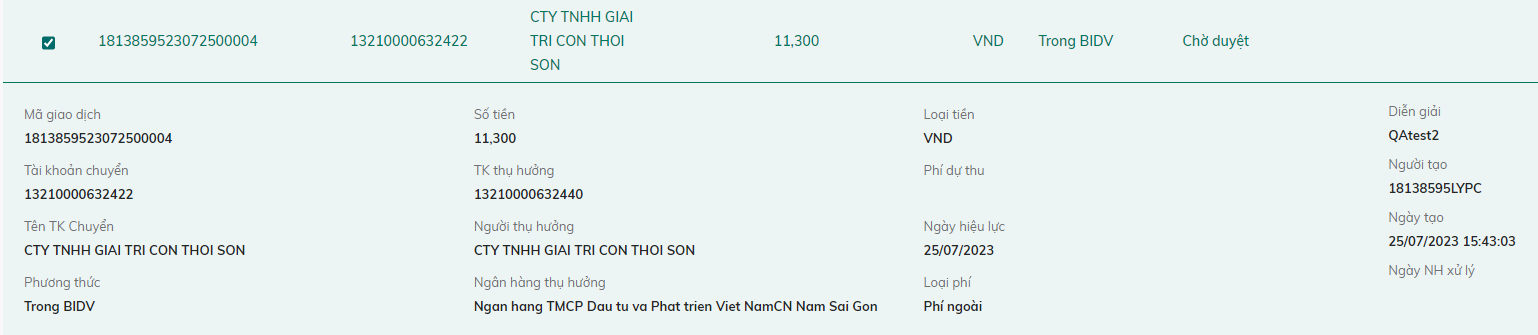 1813859523072500004 13210000632422 CTY TNHH GIAI TRI CON THOI SON 11,300 VND Trong BIDV Chờ duyệt
Mã giao dịch
1813859523072500004
Tài khoản chuyển
13210000632422
Tên TK Chuyển
CTY TNHH GIAI TRI CON THOI SON
Phương thức
Trong BIDV
Số tiền
11,300
TK thụ hưởng
13210000632440
Người thụ hưởng
CTY TNHH GIAI TRI CON THOI SON
Ngân hàng thụ hưởng
Ngan hang TMCP Dau tu va Phat trien Viet NamCN Nam Sai Gon
Loại tiền
VND
Phí dự thu
Ngày hiệu lực
25/07/2023
Loại phí
Phí ngoài
Diễn giải
QAtest2
Người tạo
18138595LYPC
Ngày tạo
25/07/2023 15:43:03
Ngày NH xử lý